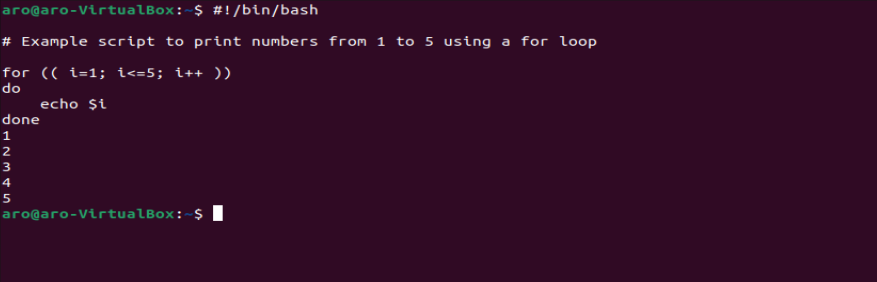 aro@aro-VirtualBox:~$ #!/bin/bash
# Example script to print numbers from 1 to 5 using a for loop
for (( i=1; i<=5; i++ ))
do
    echo $i
done
1
2
3
4
5
aro@aro-VirtualBox:~$